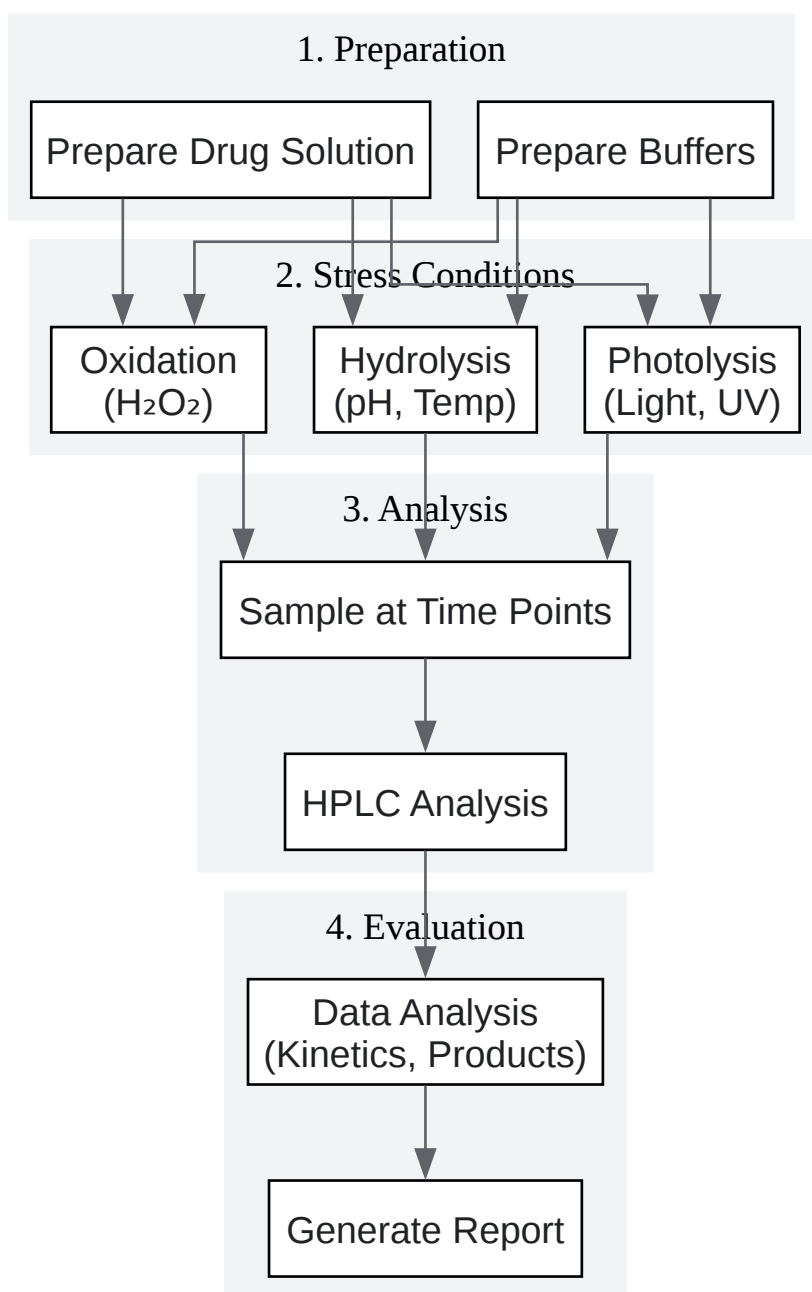 1. Preparation
Prepare Drug Solution
Prepare Buffers
2. Stress Conditions
Oxidation
(H₂O₂)
Hydrolysis
(pH, Temp)
Photolysis
(Light, UV)
3. Analysis
Sample at Time Points
HPLC Analysis
4. Evaluation
Data Analysis
(Kinetics, Products)
Generate Report